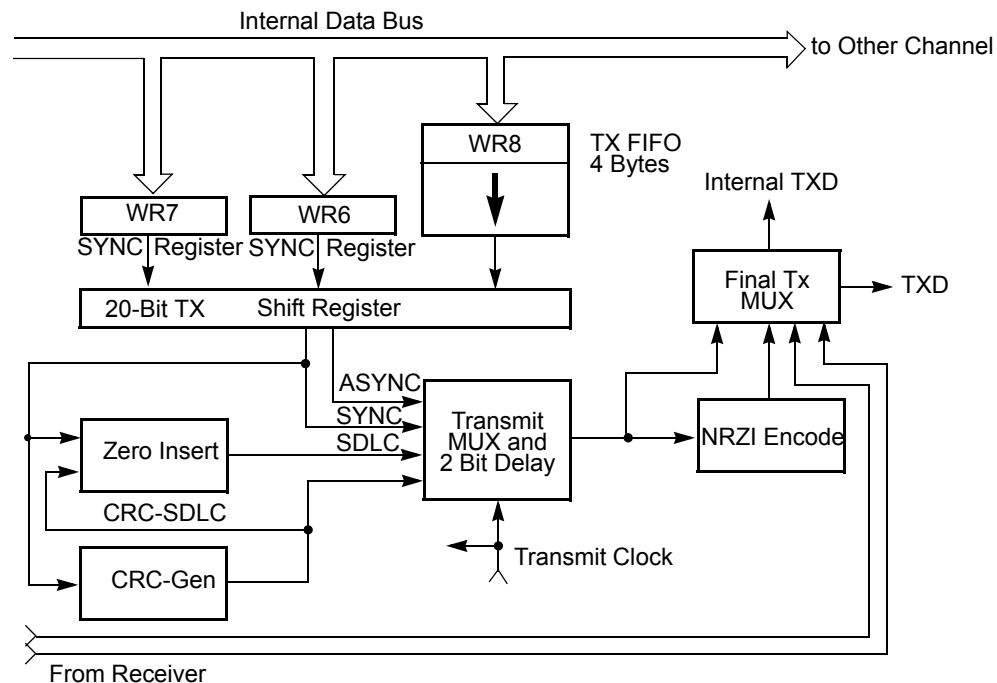 Internal Data Bus
to Other Channel
WR8
TX FIFO
4 Bytes
WR7
SYNC Register
WR6
SYNC Register
Internal TXD
Final Tx
MUX
TXD
20-Bit TX Shift Register
ASYNC
SYNC
SDLC
Transmit
MUX and
2 Bit Delay
NRZI Encode
Zero Insert
CRC-SDLC
CRC-Gen
Transmit Clock
From Receiver